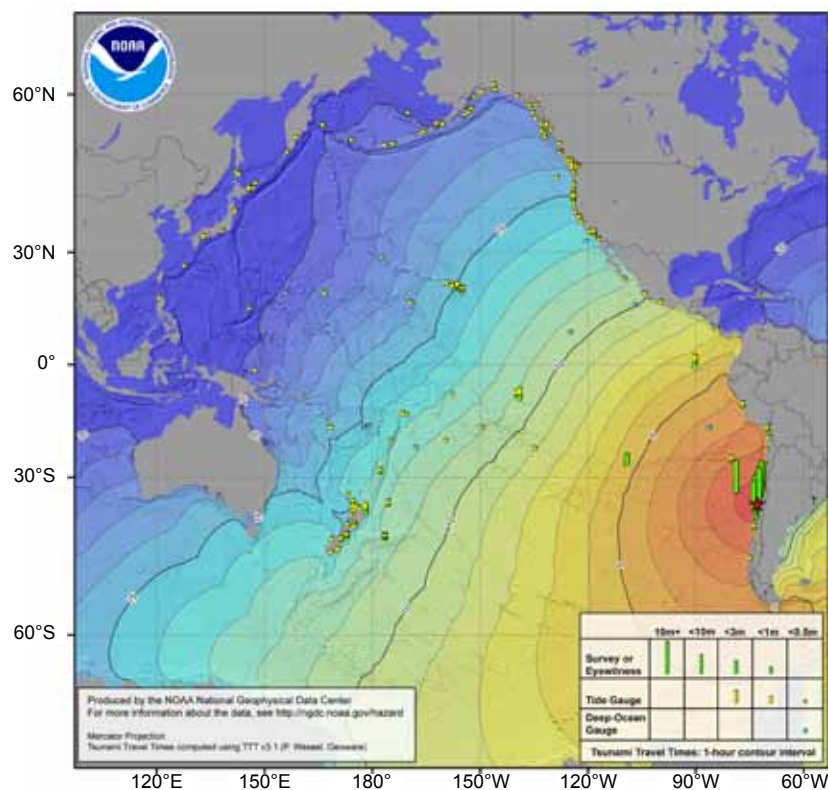 NOAA
60°N
30°N
0°
30°S
60°S
10m+ <10m <3m <1m <0.5m
Survey or
Eyewitness
Tide Gauge
Deep-Ocean
Gauge
Tsunami Travel Times: 1-hour contour interval
Produced by the NOAA National Geophysical Data Center
For more information about the data, see http://ngdc.noaa.gov/hazard
Mercator Projection
Tsunami Travel Times computed using TTT v3.1 (P. Wessel, Geoware)
120°E 150°E 180° 150°W 120°W 90°W 60°W